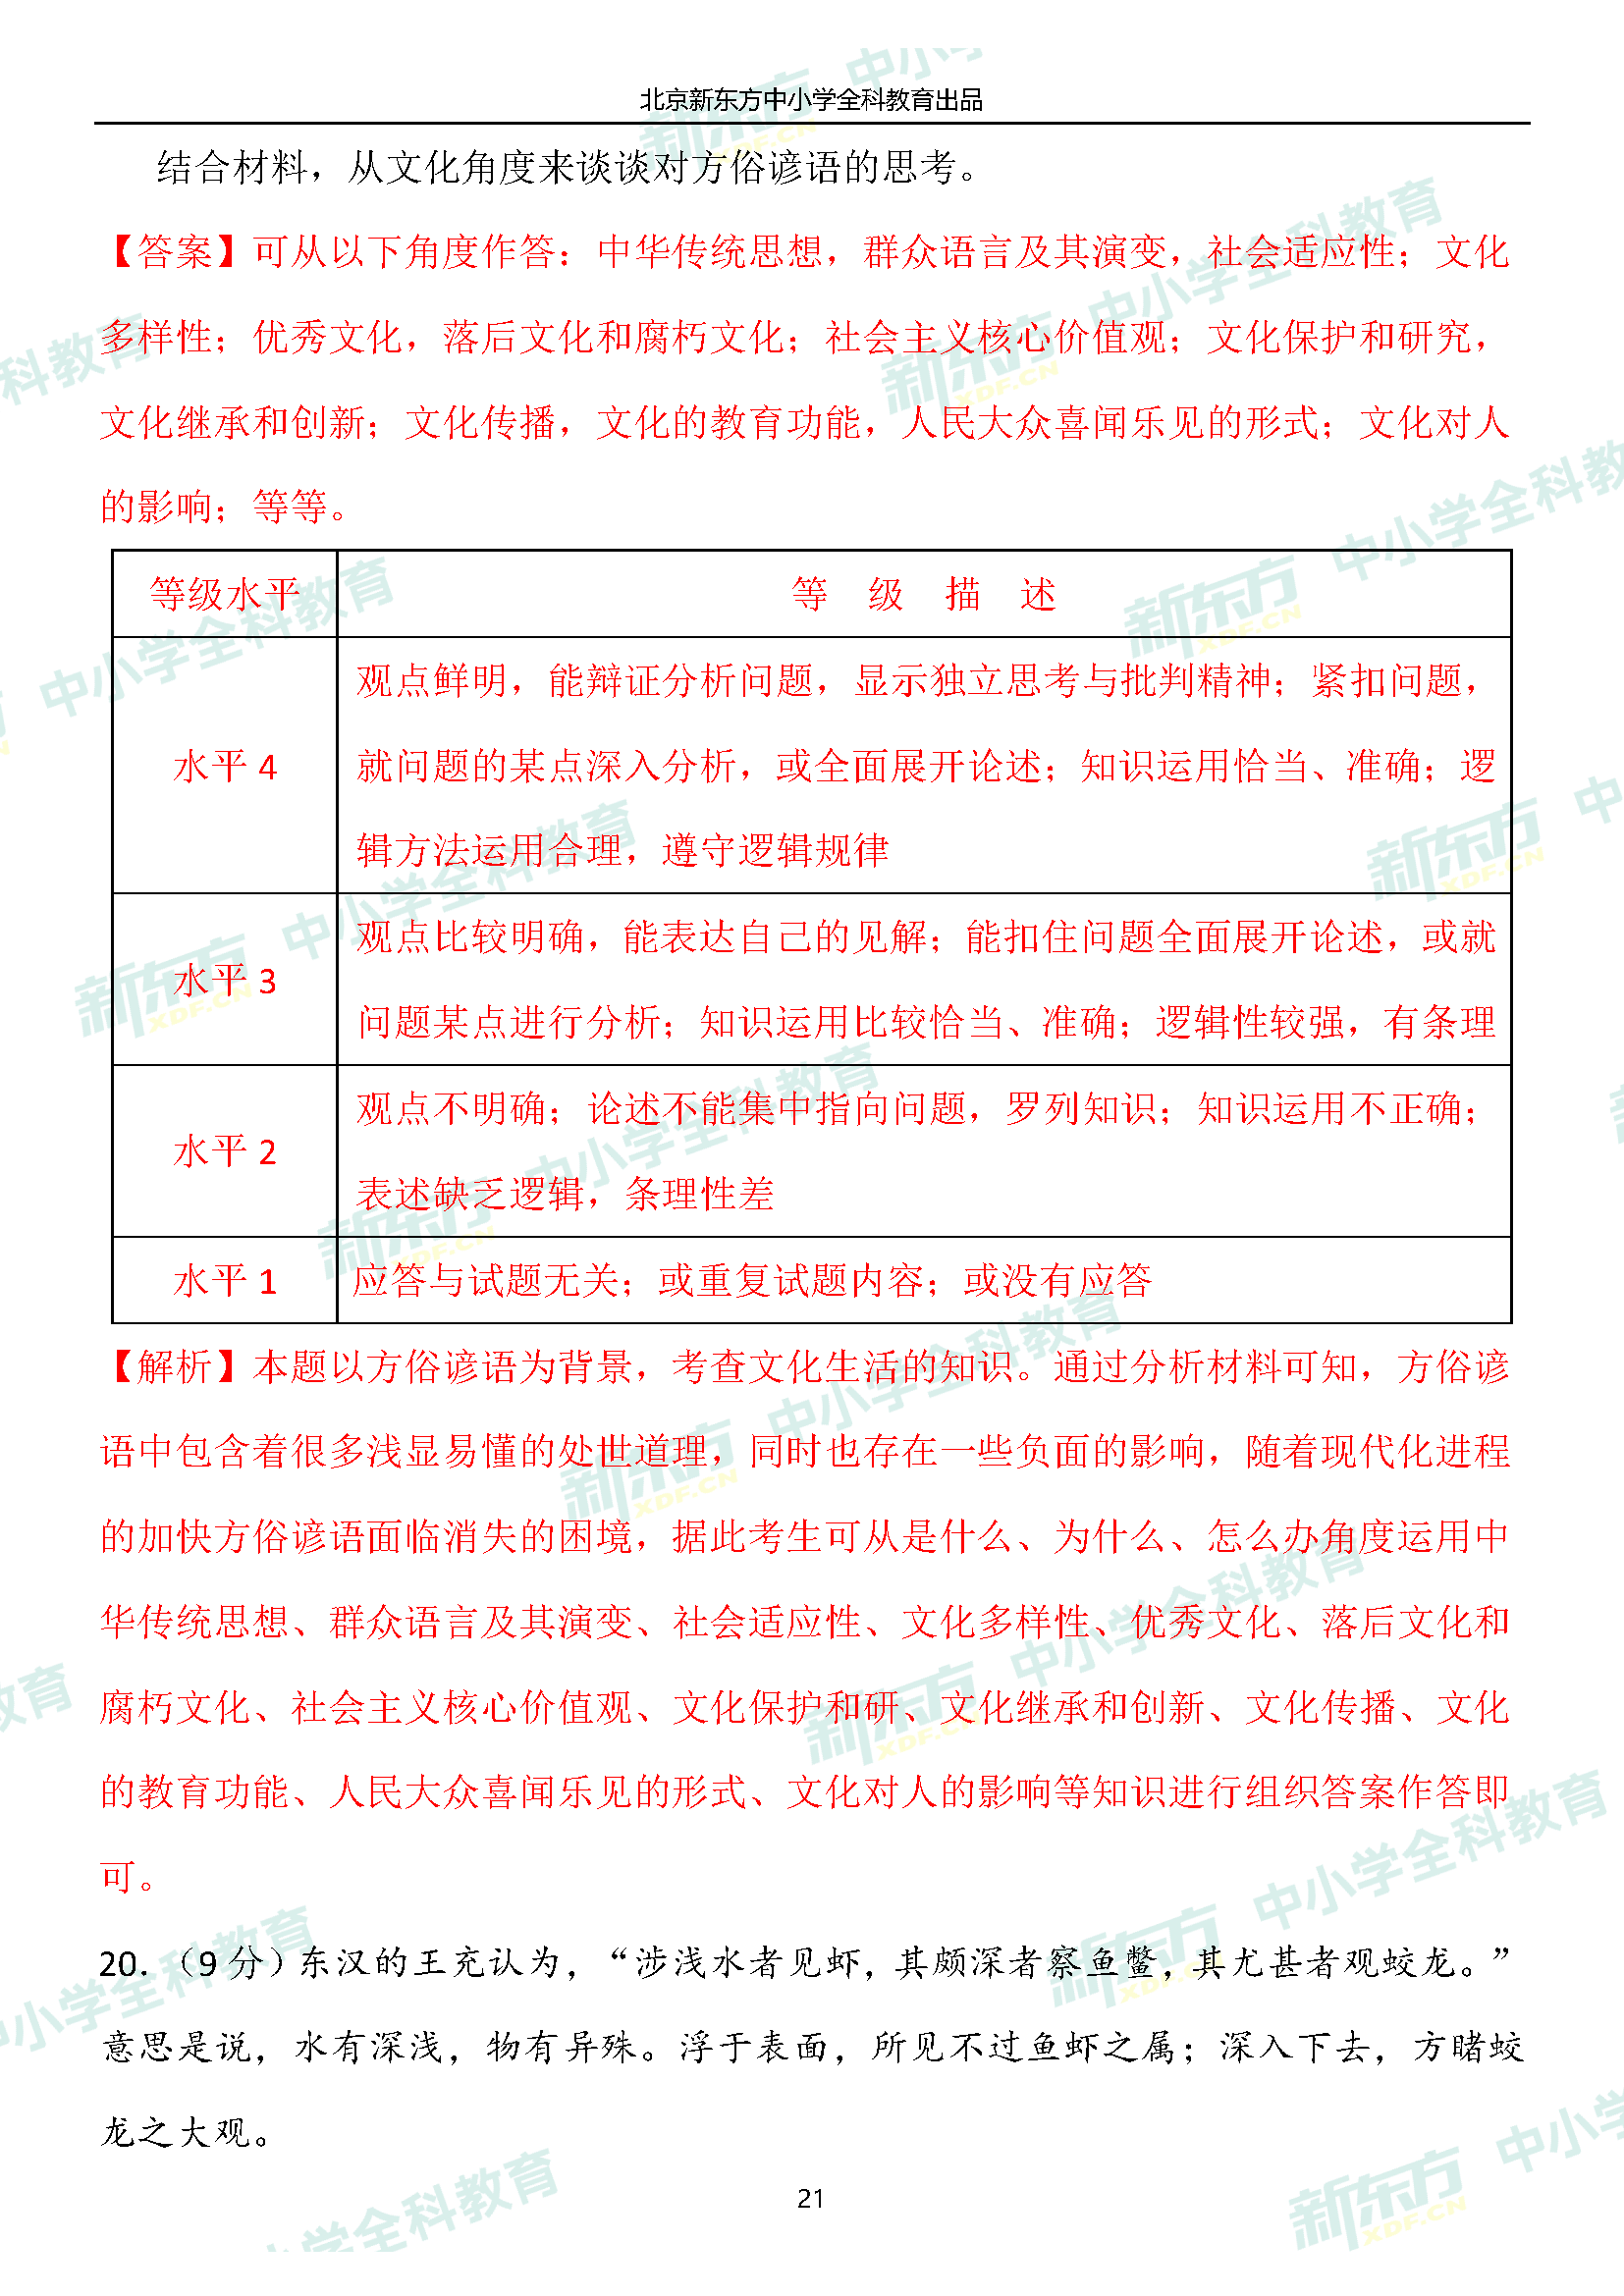 北京新东方中小学全科教育出品
结合材料，从文化角度来谈谈对方俗谚语的思考。
【答案】可从以下角度作答：中华传统思想，群众语言及其演变，社会适应性；文化
多样性；优秀文化，落后文化和腐朽文化；社会主义核心价值观；文化保护和研究，
文化继承和创新；文化传播，文化的教育功能，人民大众喜闻乐见的形式；文化对人
的影响；等等。
等级水平 等 级 描 述
观点鲜明，能辩证分析问题，显示独立思考与批判精神；紧扣问题，
水平 4 就问题的某点深入分析，或全面展开论述；知识运用恰当、准确；逻
辑方法运用合理，遵守逻辑规律
观点比较明确，能表达自己的见解；能扣住问题全面展开论述，或就
水平 3
问题某点进行分析；知识运用比较恰当、准确；逻辑性较强，有条理
观点不明确；论述不能集中指向问题，罗列知识；知识运用不正确；
水平 2
表述缺乏逻辑，条理性差
水平 1 应答与试题无关；或重复试题内容；或没有应答
【解析】本题以方俗谚语为背景，考查文化生活的知识。通过分析材料可知，方俗谚
语中包含着很多浅显易懂的处世道理，同时也存在一些负面的影响，随着现代化进程
的加快方俗谚语面临消失的困境，据此考生可从是什么、为什么、怎么办角度运用中
华传统思想、群众语言及其演变、社会适应性、文化多样性、优秀文化、落后文化和
腐朽文化、社会主义核心价值观、文化保护和研、文化继承和创新、文化传播、文化
的教育功能、人民大众喜闻乐见的形式、文化对人的影响等知识进行组织答案作答即
可。
20．（9 分）东汉的王充认为，“涉浅水者见虾，其颇深者察鱼鳖，其尤甚者观蛟龙。”
意思是说，水有深浅，物有异殊。浮于表面，所见不过鱼虾之属；深入下去，方睹蛟
龙之大观。
21